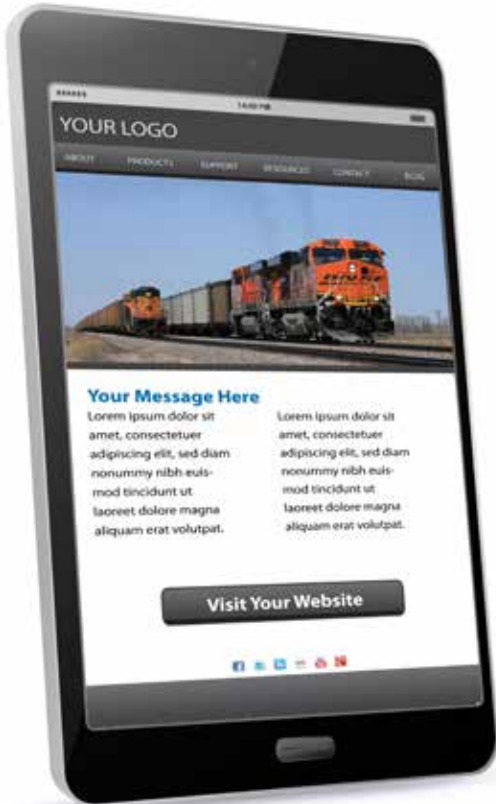 YOUR LOGO
ABOUT PRODUCTS SUPPORT RESOURCES CONTACT BLOG
Your Message Here
Lorem ipsum dolor sit
amet, consectetuer
adipiscing elit, sed diam
nonummy nibh euis-
mod tincidunt ut
laoreet dolore magna
aliquam erat volutpat.
Lorem ipsum dolor sit
amet, consectetuer
adipiscing elit, sed diam
nonummy nibh euis-
mod tincidunt ut
laoreet dolore magna
aliquam erat volutpat.
Visit Your Website